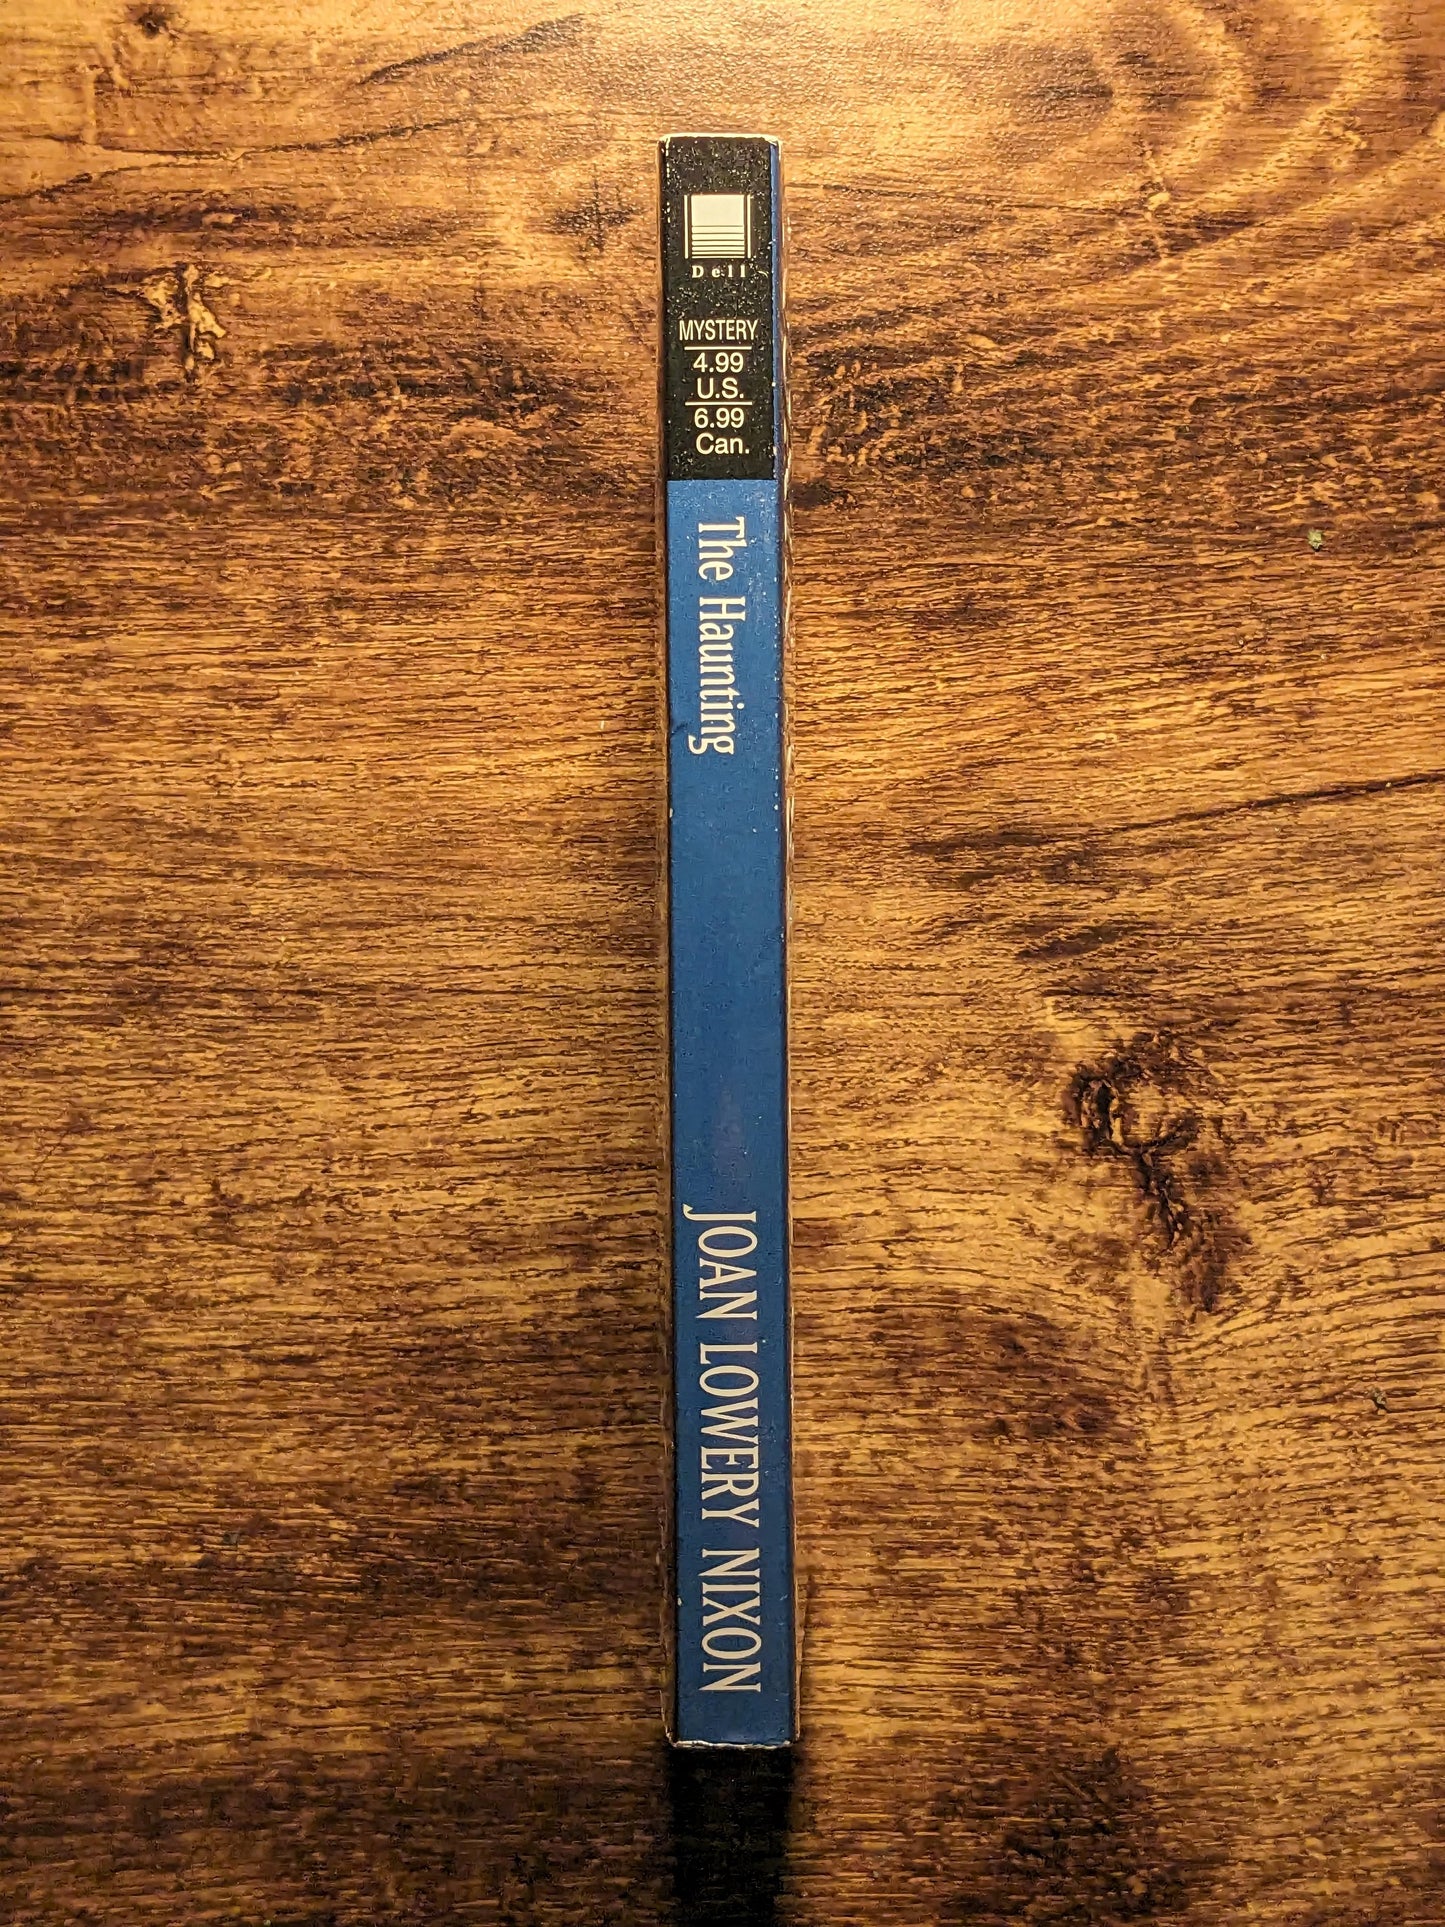 Dell
MYSTERY
4.99
U.S.
6.99
Can.
The Haunting
JOAN LOWERY NIXON